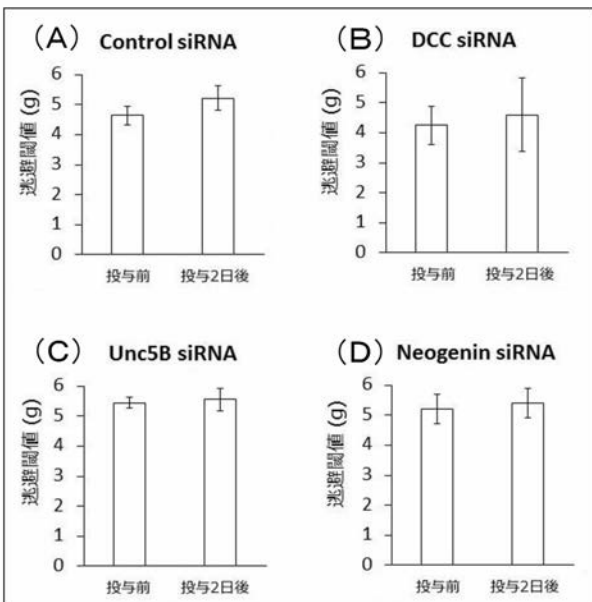 (A) Control siRNA
逃避閾値 (g)
6
5
4
3
2
1
0
投与前 投与2日後
(B) DCC siRNA
逃避閾値 (g)
6
5
4
3
2
1
0
投与前 投与2日後
(C) Unc5B siRNA
逃避閾値 (g)
6
5
4
3
2
1
0
投与前 投与2日後
(D) Neogenin siRNA
逃避閾値 (g)
6
5
4
3
2
1
0
投与前 投与2日後